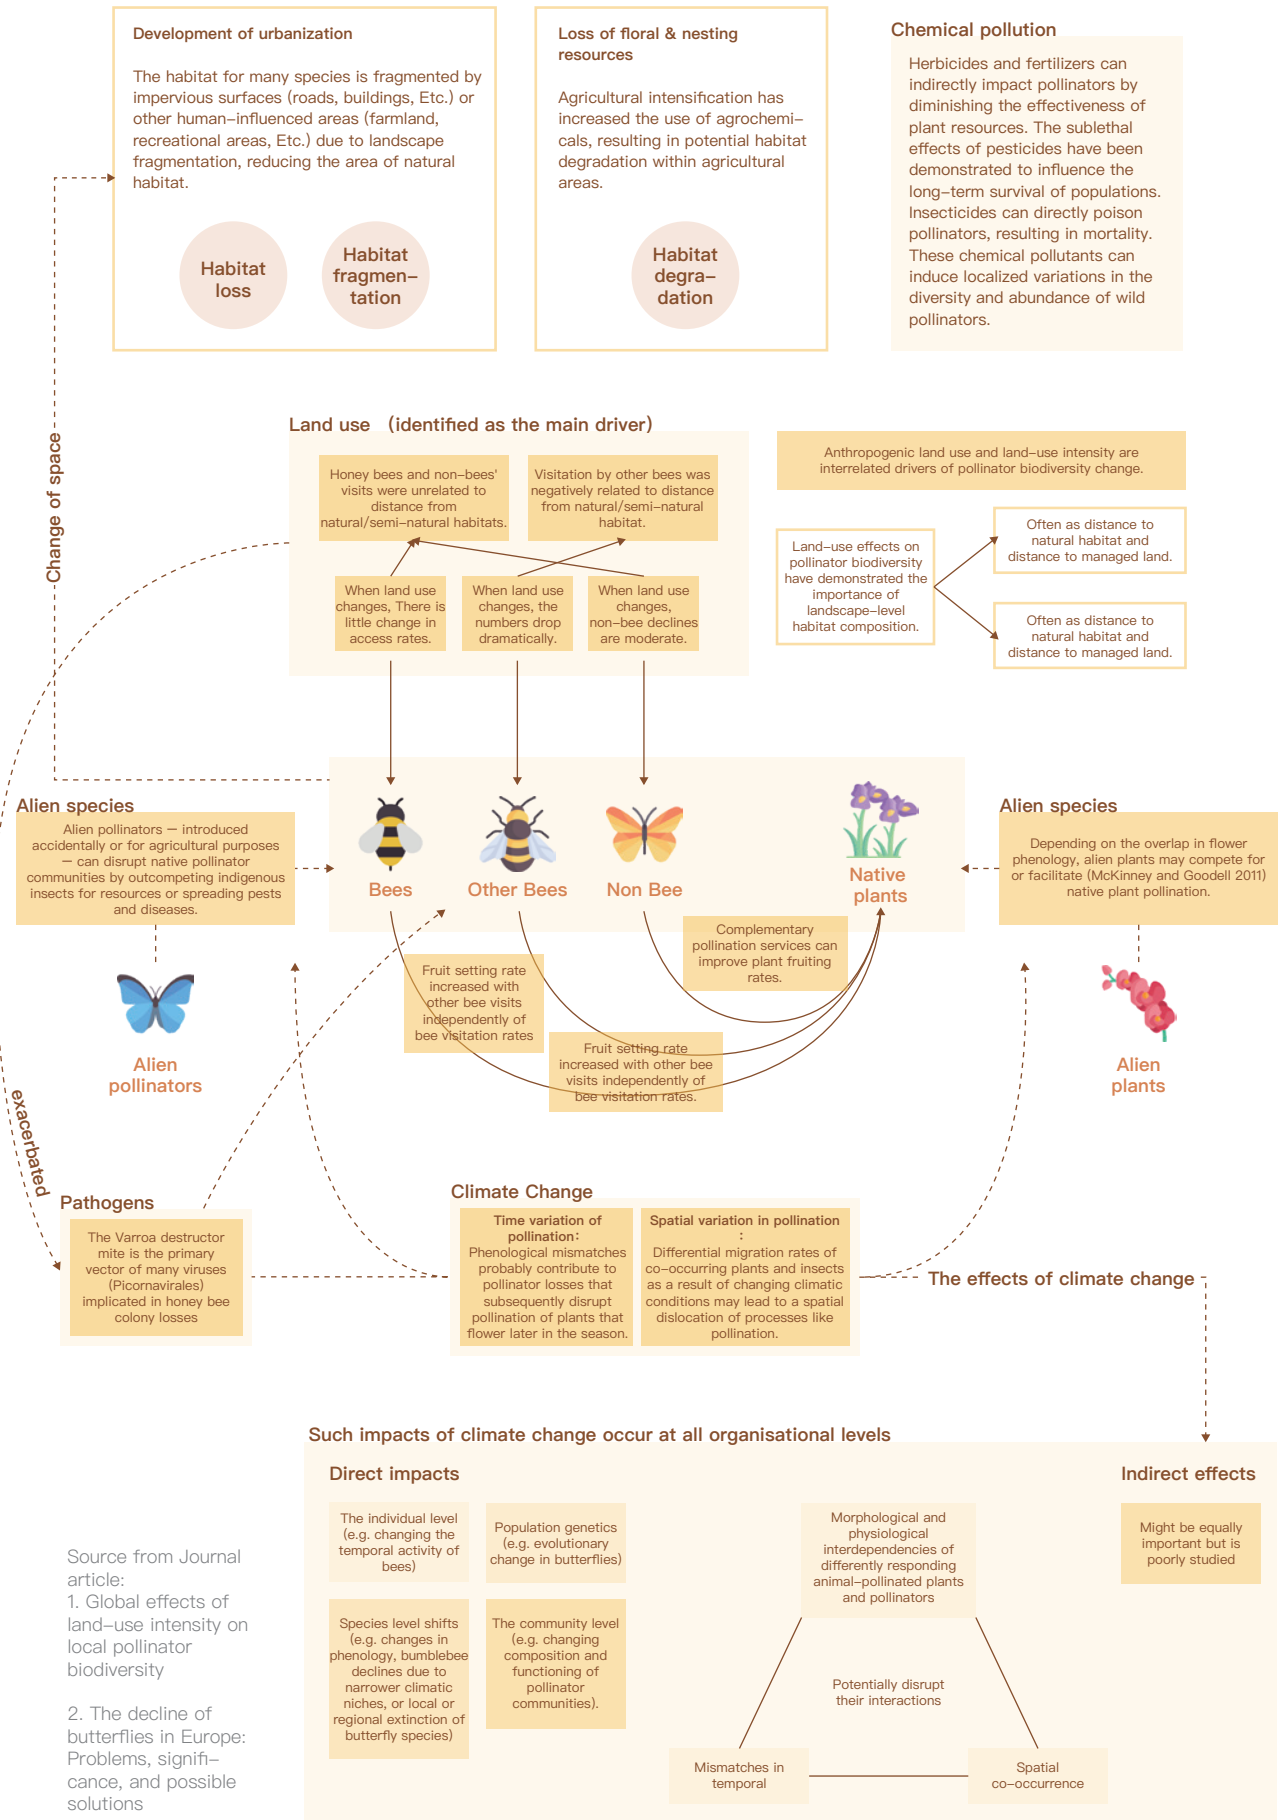 Development of urbanization
The habitat for many species is fragmented by
impervious surfaces (roads, buildings, Etc.) or
other human-influenced areas (farmland,
recreational areas, Etc.) due to landscape
fragmentation, reducing the area of natural
habitat.
Habitat
loss
Habitat
fragmen-
tation
Loss of floral & nesting
resources
Agricultural intensification has
increased the use of agrochemi-
cals, resulting in potential habitat
degradation within agricultural
areas.
Habitat
degra-
dation
Chemical pollution
Herbicides and fertilizers can
indirectly impact pollinators by
diminishing the effectiveness of
plant resources. The sublethal
effects of pesticides have been
demonstrated to influence the
long-term survival of populations.
Insecticides can directly poison
pollinators, resulting in mortality.
These chemical pollutants can
induce localized variations in the
diversity and abundance of wild
pollinators.
Change of space
Land use （identified as the main driver）
Honey bees and non-bees'
visits were unrelated to
distance from
natural/semi-natural habitats.
Visitation by other bees was
negatively related to distance
from natural/semi-natural
habitat.
When land use
changes, There is
little change in
access rates.
When land use
changes, the
numbers drop
dramatically.
When land use
changes,
non-bee declines
are moderate.
Anthropogenic land use and land-use intensity are
interrelated drivers of pollinator biodiversity change.
Land-use effects on
pollinator biodiversity
have demonstrated the
importance of
landscape-level
habitat composition.
Often as distance to
natural habitat and
distance to managed land.
Often as distance to
natural habitat and
distance to managed land.
Alien species
Alien pollinators — introduced
accidentally or for agricultural purposes
— can disrupt native pollinator
communities by outcompeting indigenous
insects for resources or spreading pests
and diseases.
Alien
pollinators
Bees
Other Bees
Non Bee
Native
plants
Alien species
Depending on the overlap in flower
phenology, alien plants may compete for
or facilitate (McKinney and Goodell 2011)
native plant pollination.
Alien
plants
Complementary
pollination services can
improve plant fruiting
rates.
Fruit setting rate
increased with
other bee visits
independently of
bee visitation rates
Fruit setting rate
increased with other bee
visits independently of
bee visitation rates.
exacerbated
Pathogens
The Varroa destructor
mite is the primary
vector of many viruses
(Picornavirales)
implicated in honey bee
colony losses
Climate Change
Time variation of
pollination：
Phenological mismatches
probably contribute to
pollinator losses that
subsequently disrupt
pollination of plants that
flower later in the season.
Spatial variation in pollination
：
Differential migration rates of
co-occurring plants and insects
as a result of changing climatic
conditions may lead to a spatial
dislocation of processes like
pollination.
The effects of climate change
Such impacts of climate change occur at all organisational levels
Direct impacts
The individual level
(e.g. changing the
temporal activity of
bees)
Population genetics
(e.g. evolutionary
change in butterflies)
Species level shifts
(e.g. changes in
phenology, bumblebee
declines due to
narrower climatic
niches, or local or
regional extinction of
butterfly species)
The community level
(e.g. changing
composition and
functioning of
pollinator
communities).
Morphological and
physiological
interdependencies of
differently responding
animal-pollinated plants
and pollinators
Potentially disrupt
their interactions
Mismatches in
temporal
Spatial
co-occurrence
Indirect effects
Might be equally
important but is
poorly studied
Source from Journal
article:
1. Global effects of
land-use intensity on
local pollinator
biodiversity
2. The decline of
butterflies in Europe:
Problems, signifi-
cance, and possible
solutions